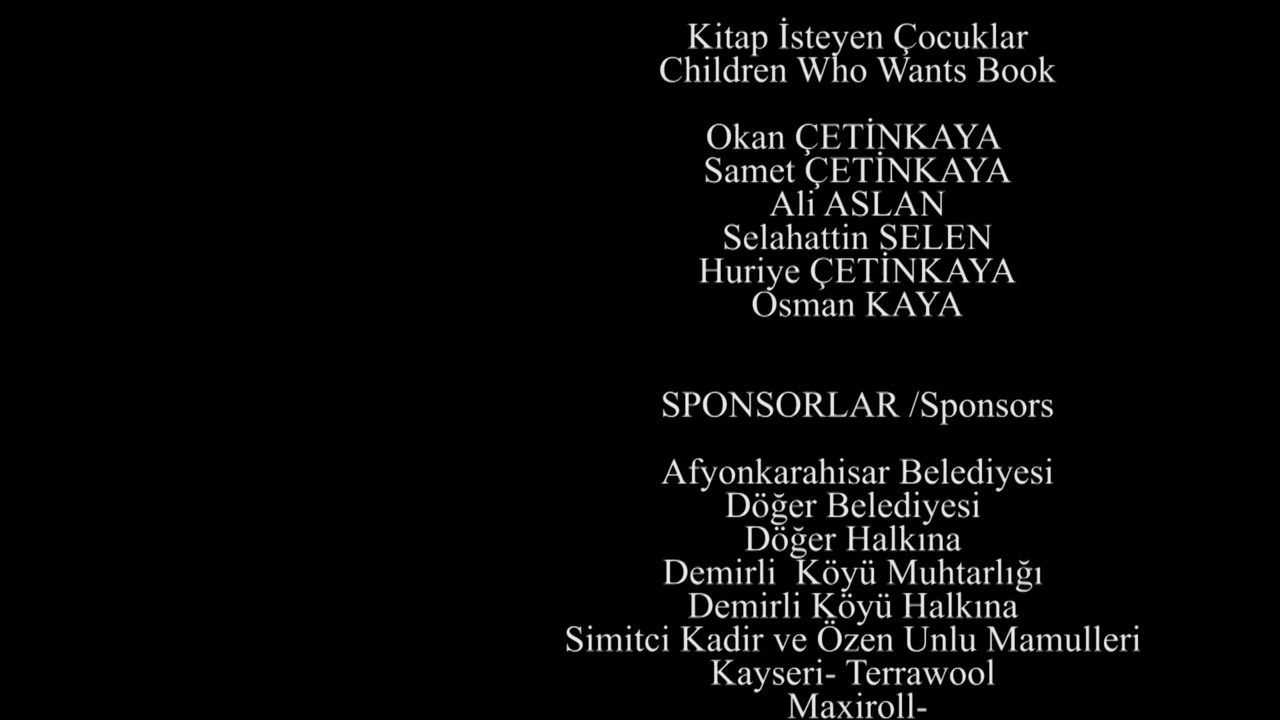 Kitap İsteyen Çocuklar
Children Who Wants Book
Okan ÇETİNKAYA
Samet ÇETİNKAYA
Ali ASLAN
Selahattin SELEN
Huriye ÇETİNKAYA
Osman KAYA
SPONSORLAR /Sponsors
Afyonkarahisar Belediyesi
Döğer Belediyesi
Döğer Halkına
Demirli  Köyü Muhtarlığı
Demirli Köyü Halkına
Simitci Kadir ve Özen Unlu Mamulleri
Kayseri- Terrawool
Maxiroll-